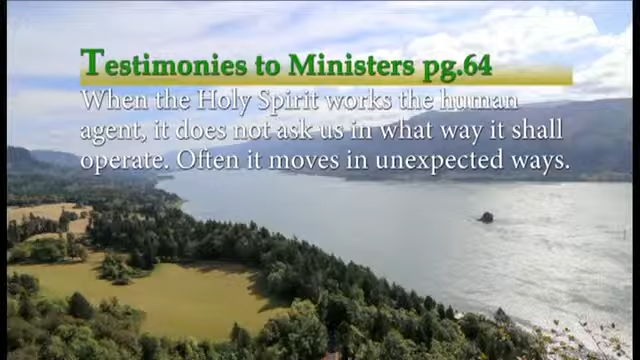 Testimonies to Ministers pg.64
When the Holy Spirit works the human
agent, it does not ask us in what way it shall
operate. Often it moves in unexpected ways.